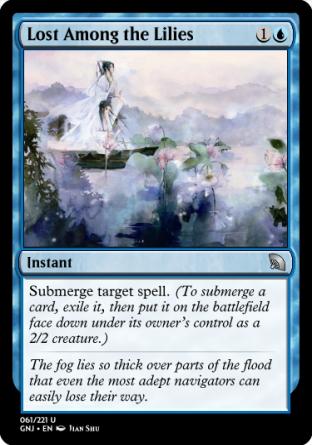 Lost Among the Lilies 1
Instant
Submerge target spell. (To submerge a
card, exile it, then put it on the battlefield
face down under its owner's control as a
2/2 creature.)
The fog lies so thick over parts of the flood
that even the most adept navigators can
easily lose their way.
061/221 U
GNJ • EN Jian Shu